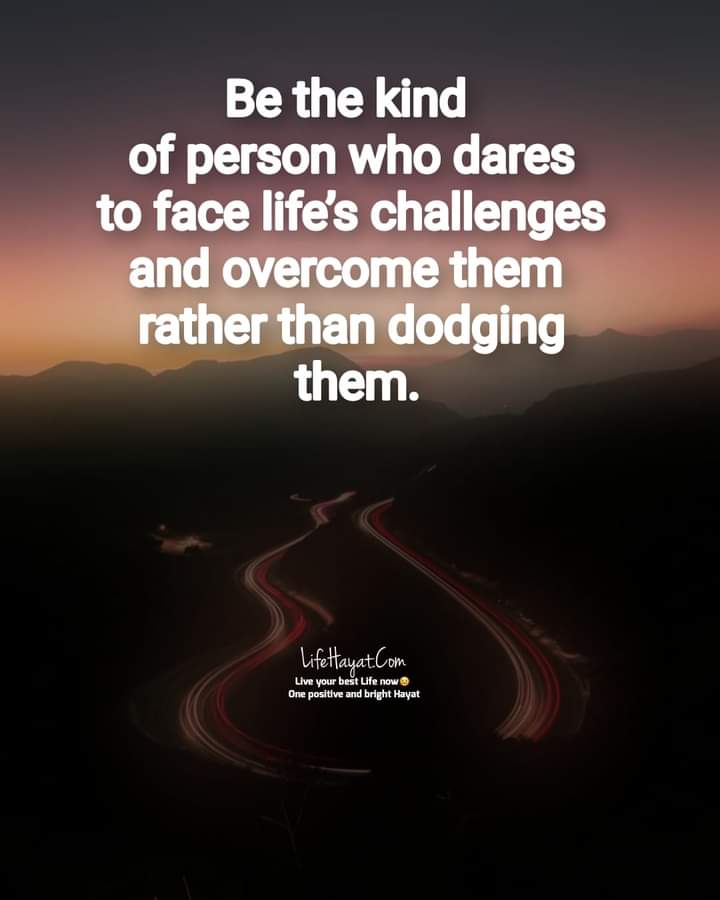 Be the kind
of person who dares
to face life's challenges
and overcome them
rather than dodging
them.
LifeHayat.Com
Live your best Life now🥹
One positive and bright Hayat